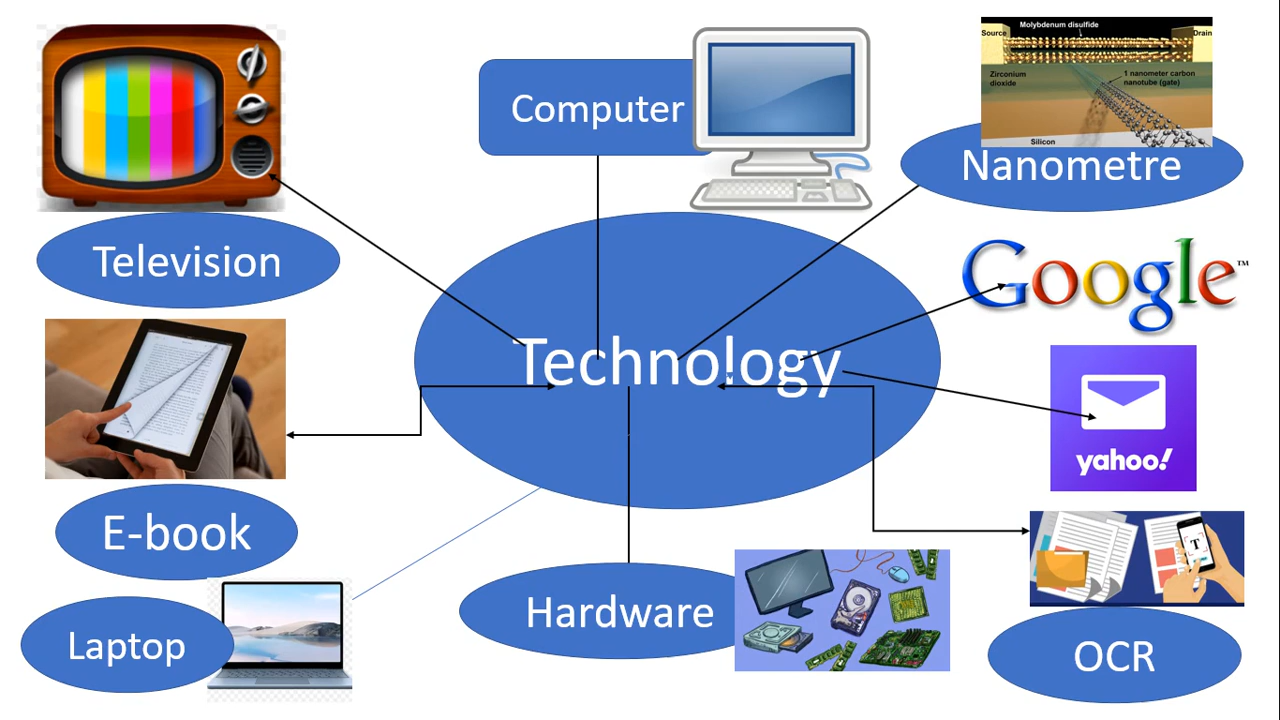 Computer
Molybdenum disulfide
Source
Drain
Zirconium
dioxide
1 nanometer carbon
nanotube (gate)
Silicon
Nanometre
Television
Google™
Technology
yahoo!
E-book
T
Hardware
Laptop
OCR